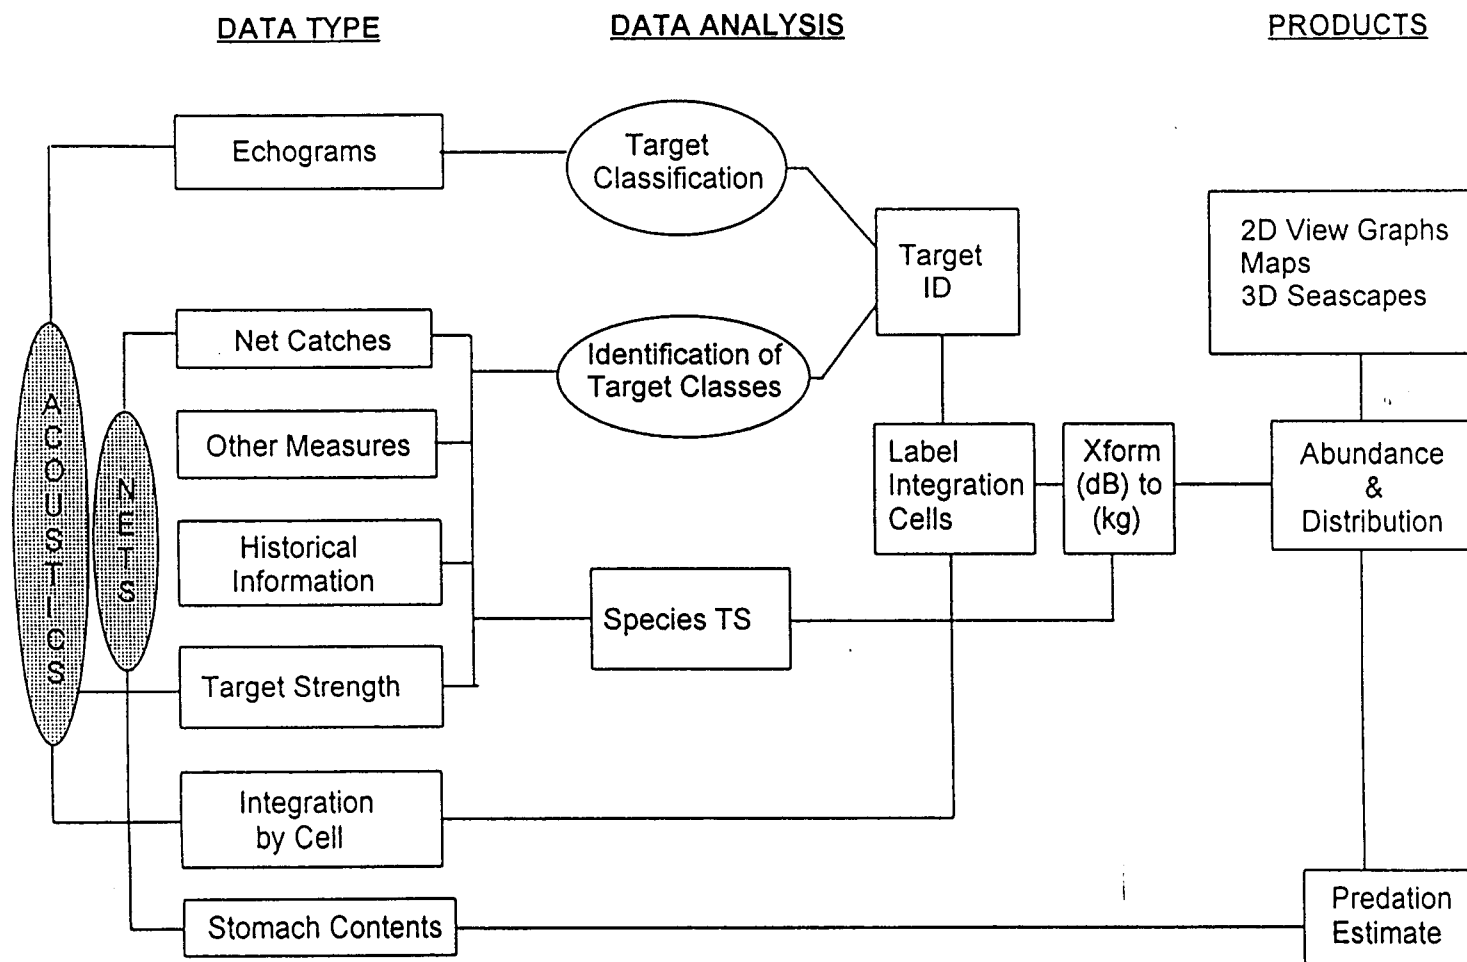 DATA TYPE
DATA ANALYSIS
PRODUCTS
Echograms
Target
Classification
Target
ID
2D View Graphs
Maps
3D Seascapes
ACOUSTICS
NETS
Net Catches
Identification of
Target Classes
Other Measures
Label
Integration
Cells
Xform
(dB) to
(kg)
Abundance
&
Distribution
Historical
Information
Species TS
Target Strength
Integration
by Cell
Stomach Contents
Predation
Estimate